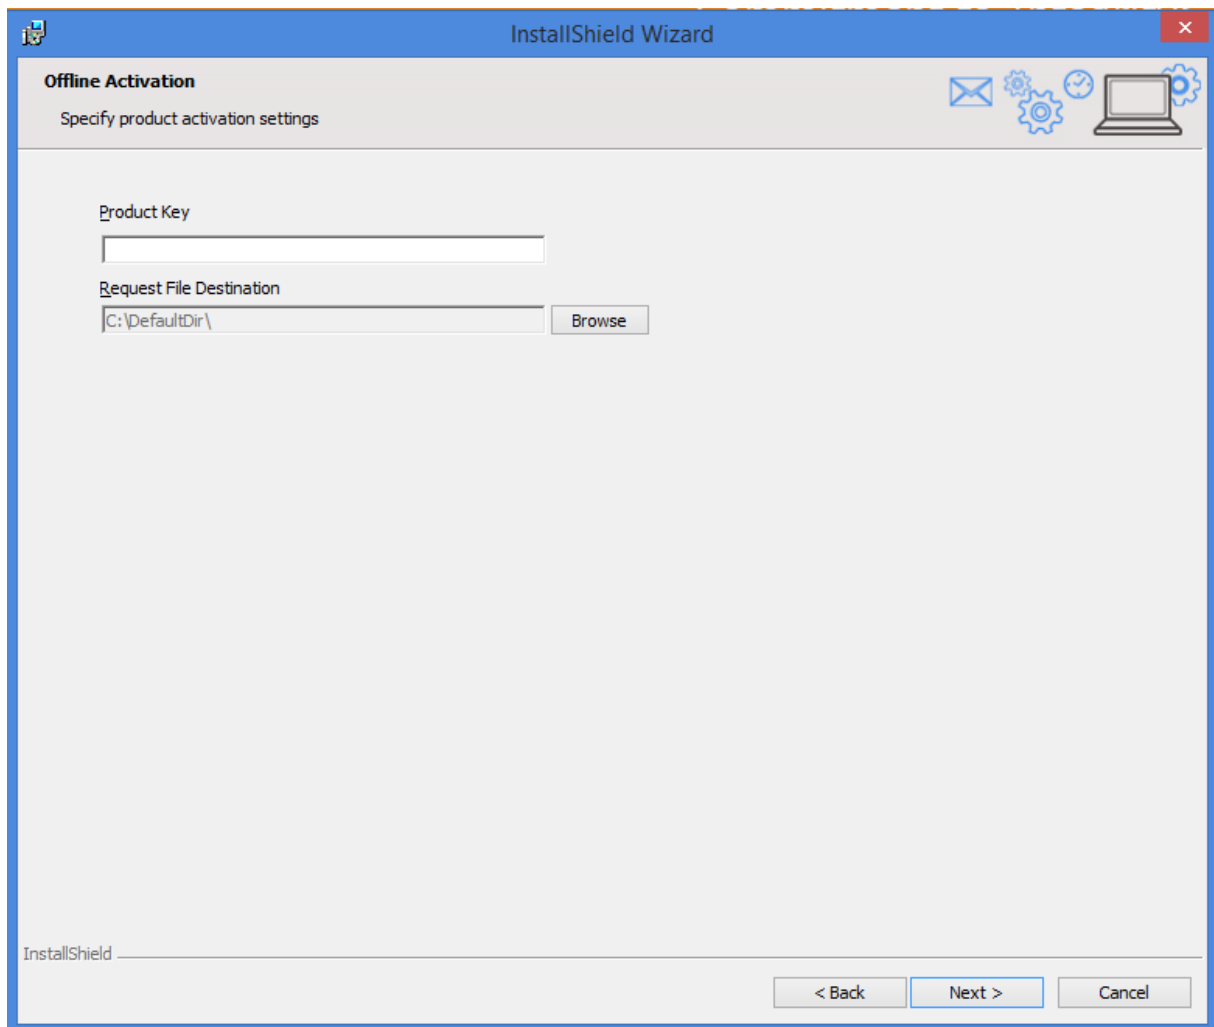 InstallShield Wizard
Offline Activation
Specify product activation settings
Product Key
Request File Destination
C:\DefaultDir\
Browse
InstallShield
< Back
Next >
Cancel